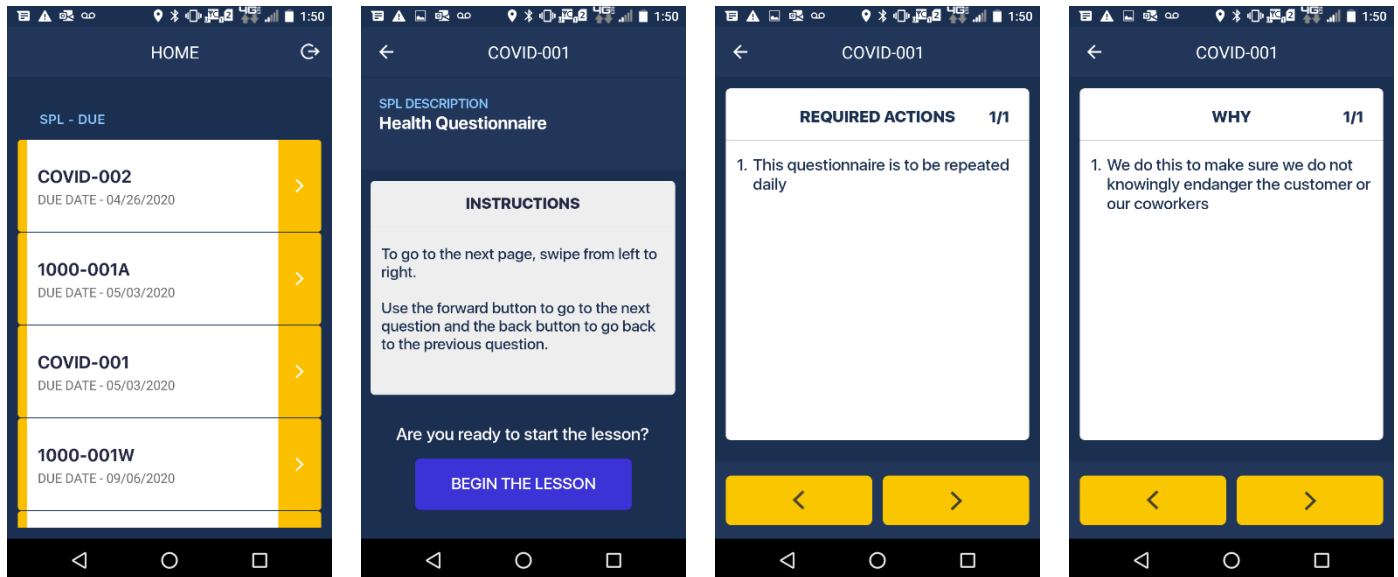 1:50
HOME
SPL - DUE
COVID-002
DUE DATE - 04/26/2020
1000-001A
DUE DATE - 05/03/2020
COVID-001
DUE DATE - 05/03/2020
1000-001W
DUE DATE - 09/06/2020
4GE 1:50
COVID-001
SPL DESCRIPTION
Health Questionnaire
INSTRUCTIONS
To go to the next page, swipe from left to
right.
Use the forward button to go to the next
question and the back button to go back
to the previous question.
Are you ready to start the lesson?
BEGIN THE LESSON
1:50
COVID-001
REQUIRED ACTIONS 1/1
1. This questionnaire is to be repeated
daily
1:50
COVID-001
WHY 1/1
1. We do this to make sure we do not
knowingly endanger the customer or
our coworkers